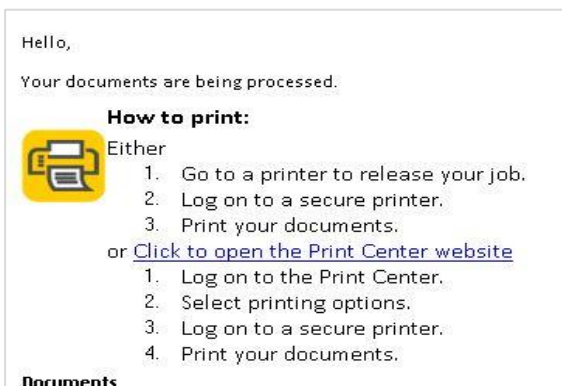 Hello,
Your documents are being processed.
How to print:
Either
1. Go to a printer to release your job.
2. Log on to a secure printer.
3. Print your documents.
or Click to open the Print Center website
1. Log on to the Print Center.
2. Select printing options.
3. Log on to a secure printer.
4. Print your documents.
Documents